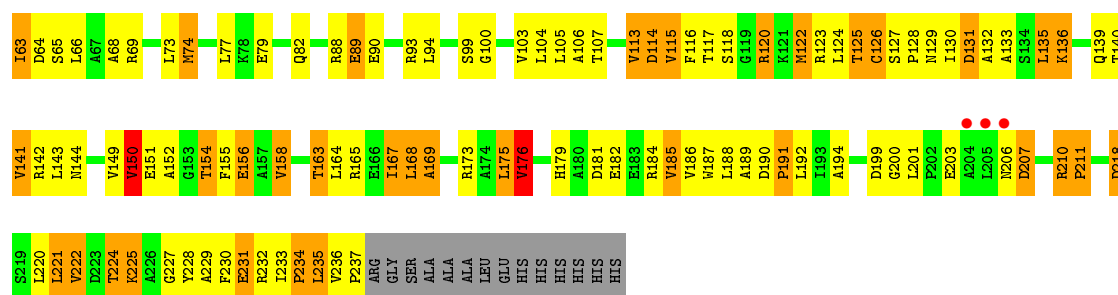 I63 D64 S65 L66 A67 A68 R69 L73 M74 L77 K78 E79 Q82 R88 E89 E90 R93 L94 S99 G100 V103 L104 L105 A106 T107 V113 D114 V115 F116 T117 S118 G119 R120 K121 M122 R123 L124 T125 C126 S127 P128 N129 I130 D131 A132 A133 S134 L135 K136 Q139 T140
V141 R142 L143 N144 V149 V150 E151 A152 G153 T154 F155 E156 A157 V158 T163 L164 R165 E166 I167 L168 A169 R173 A174 L175 V176 H179 A180 D181 E182 E183 R184 V185 V186 W187 L188 A189 D190 P191 L192 I193 A194 D199 G200 L201 P202 E203 A204 L205 N206 D207 R210 P211
S219 L220 L221 V222 D223 T224 K225 A226 G227 Y228 A229 F230 E231 R232 I233 P234 L235 V236 P237 ARG GLY SER ALA ALA ALA LEU GLU HIS HIS HIS HIS HIS HIS